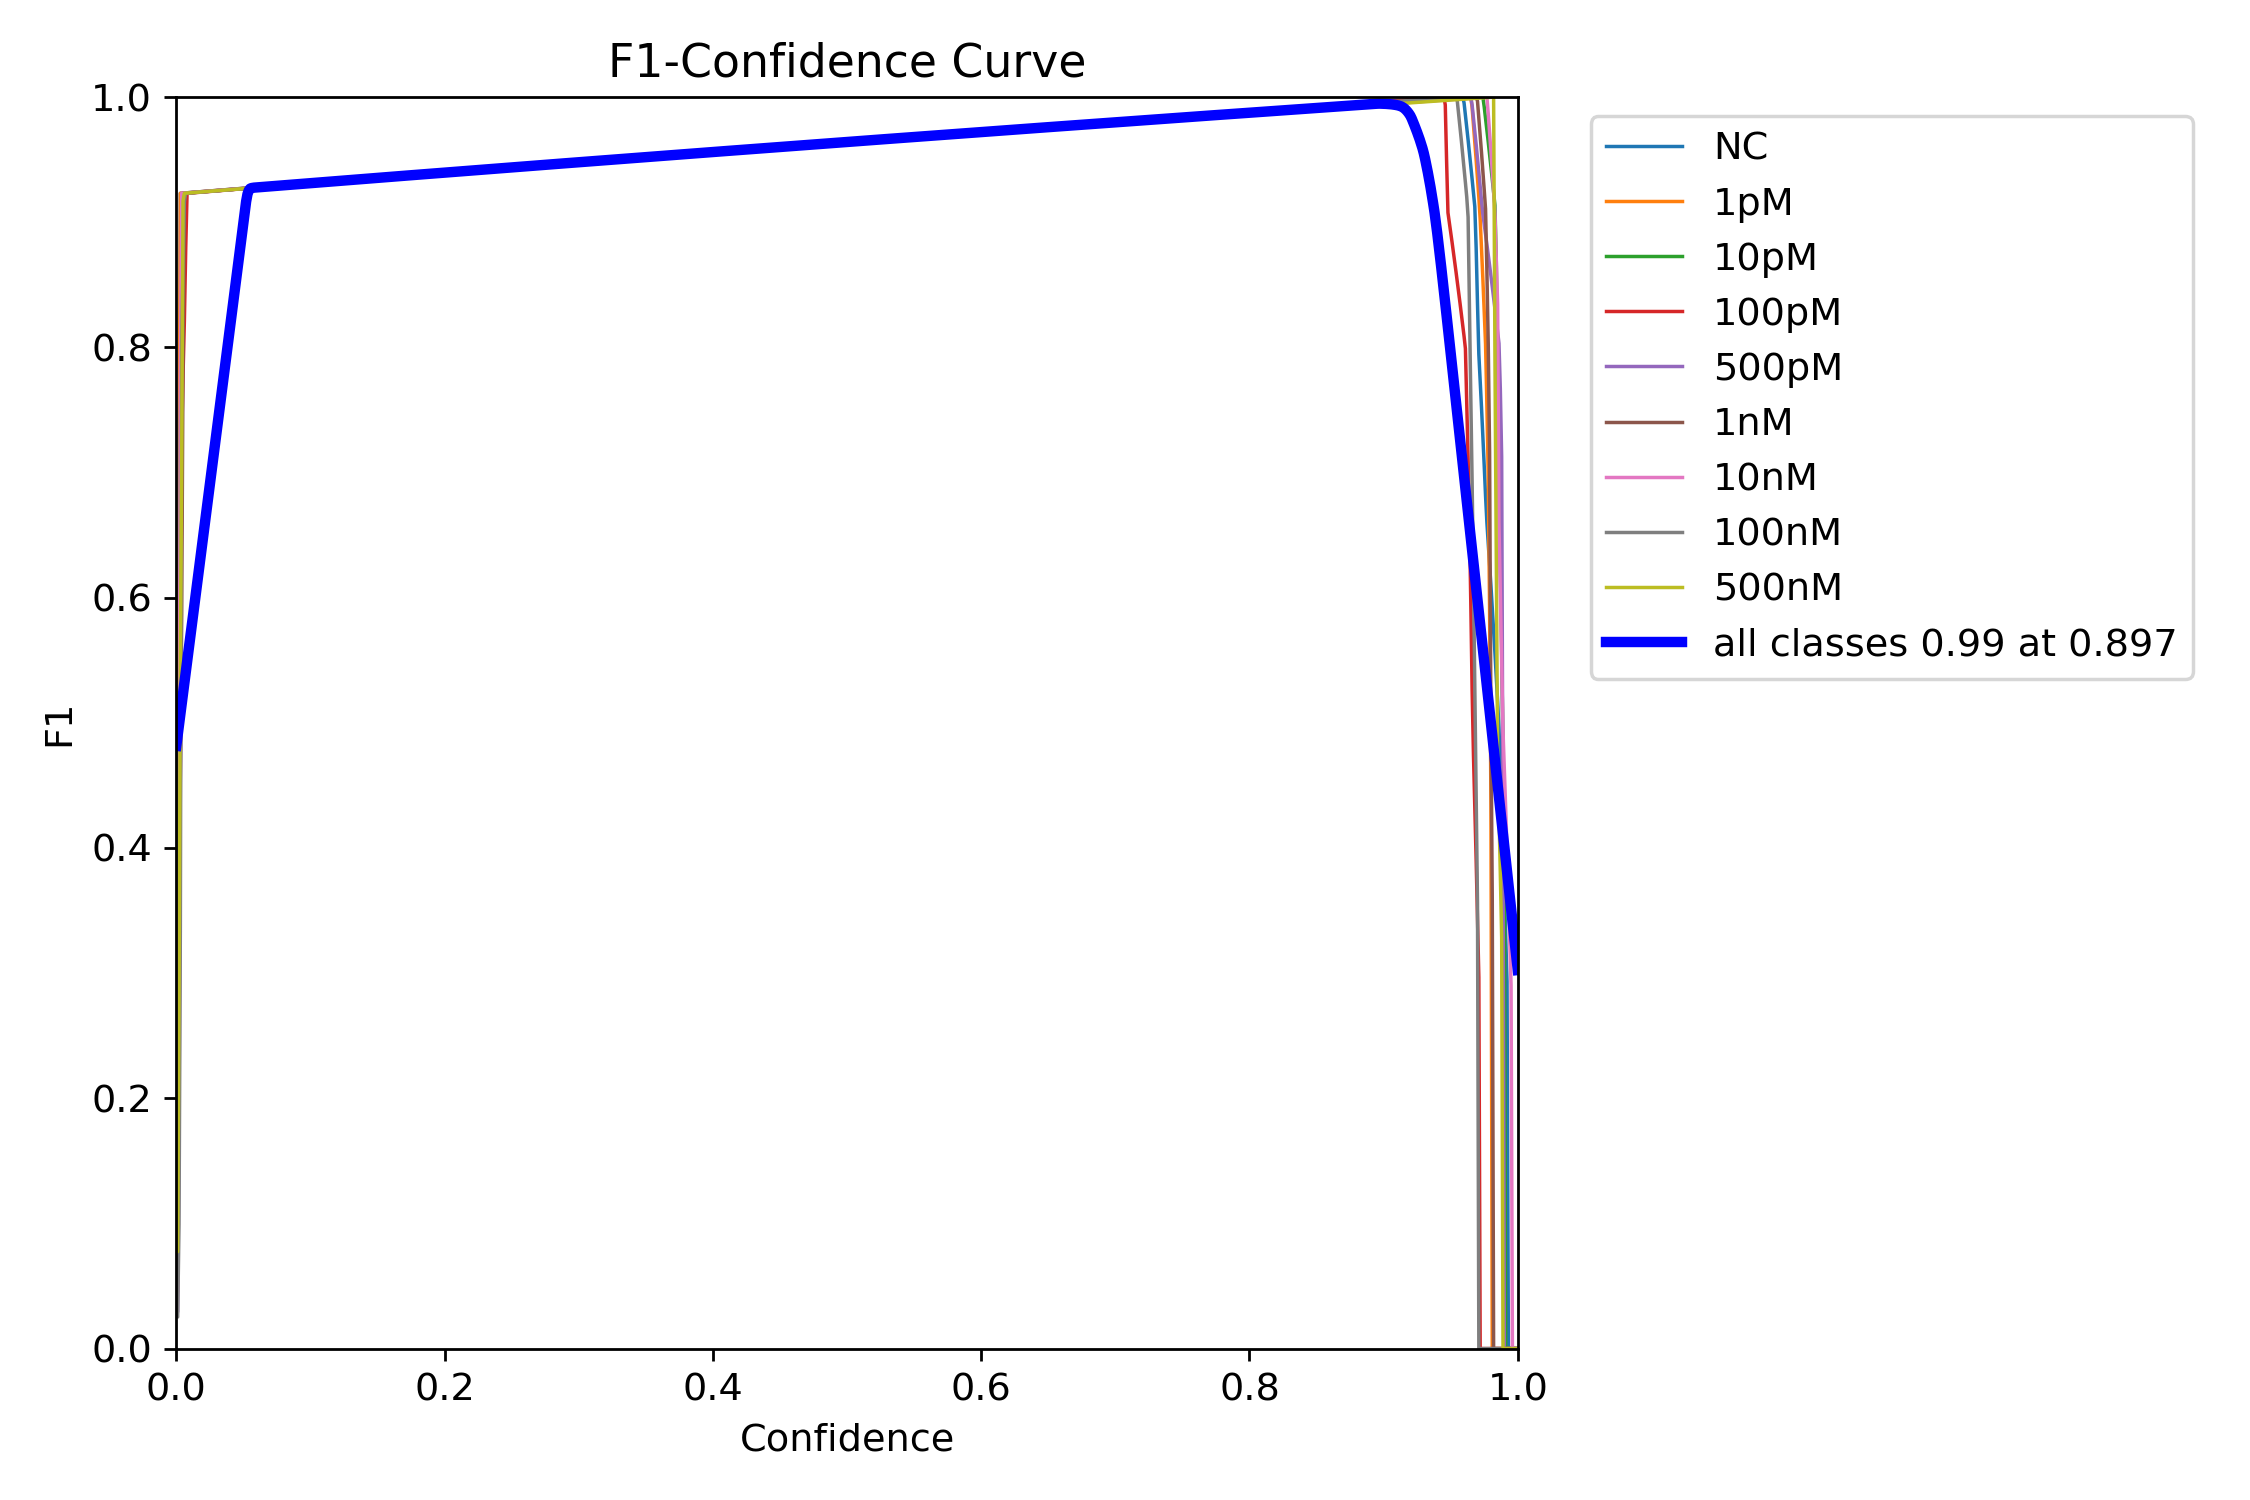 F1-Confidence Curve
1.0
0.8
0.6
0.4
0.2
0.0
F1
0.0 0.2 0.4 0.6 0.8 1.0
Confidence
NC
1pM
10pM
100pM
500pM
1nM
10nM
100nM
500nM
all classes 0.99 at 0.897